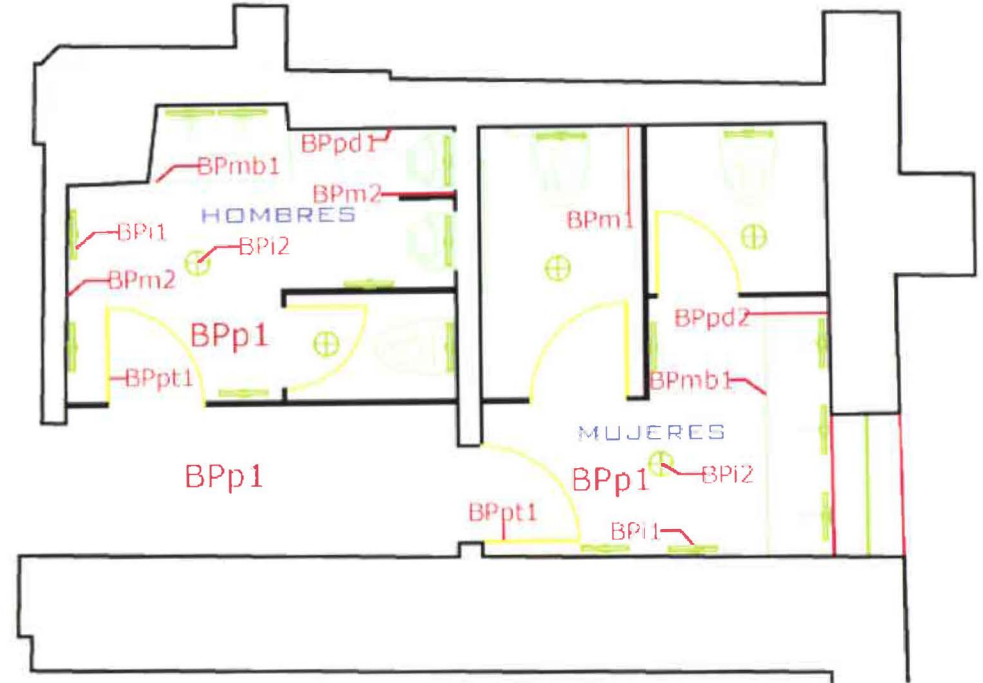 BPpd1
BPmb1
BPm2
HOMBRES
BPm1
BPi1
BPi2
BPm2
BPpd2
BPp1
BPpt1
BPmb1
MUJERES
BPp1
BPp1
BPi2
BPpt1
BPi1